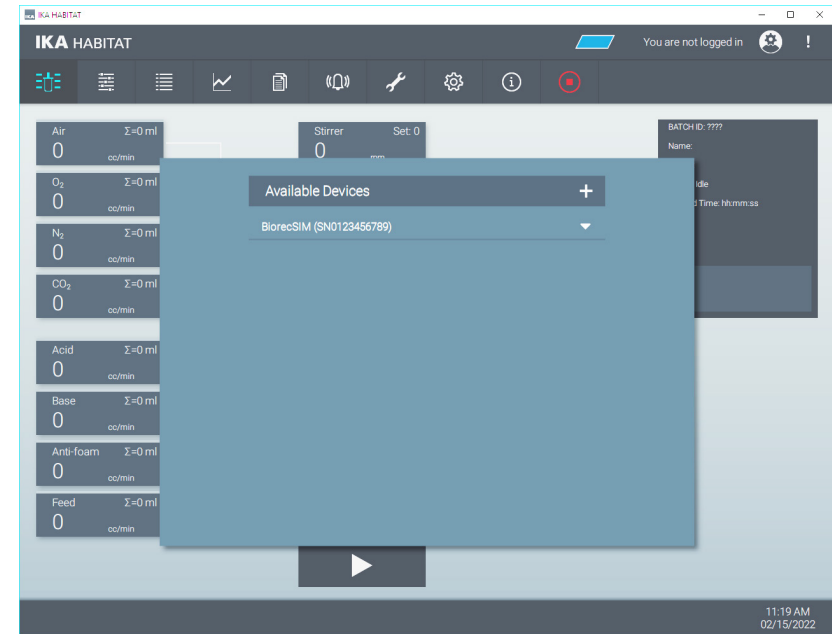 IKA HABITAT
IKA HABITAT
You are not logged in
!
Air Σ=0 ml
0 cc/min
O₂ Σ=0 ml
0 cc/min
N₂ Σ=0 ml
0 cc/min
CO₂ Σ=0 ml
0 cc/min
Acid Σ=0 ml
0 cc/min
Base Σ=0 ml
0 cc/min
Anti-foam Σ=0 ml
0 cc/min
Feed Σ=0 ml
0 cc/min
Stirrer Set: 0
0
Available Devices +
BiorecSIM (SN0123456789)
BATCH ID: ????
Name:
Idle
Time: hh:mm:ss
11:19 AM
02/15/2022